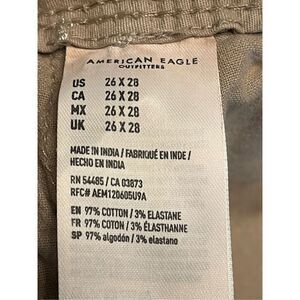 AMERICAN EAGLE
OUTFITTERS
US 26 X 28
CA 26 X 28
MX 26 X 28
UK 26 X 28
MADE IN INDIA / FABRIQUÉ EN INDE /
HECHO EN INDIA
RN 54485 / CA 03873
RFC# AEM120605U9A
EN 97% COTTON / 3% ELASTANE
FR 97% COTON / 3% ÉLASTHANNE
SP 97% algodón / 3% elastano